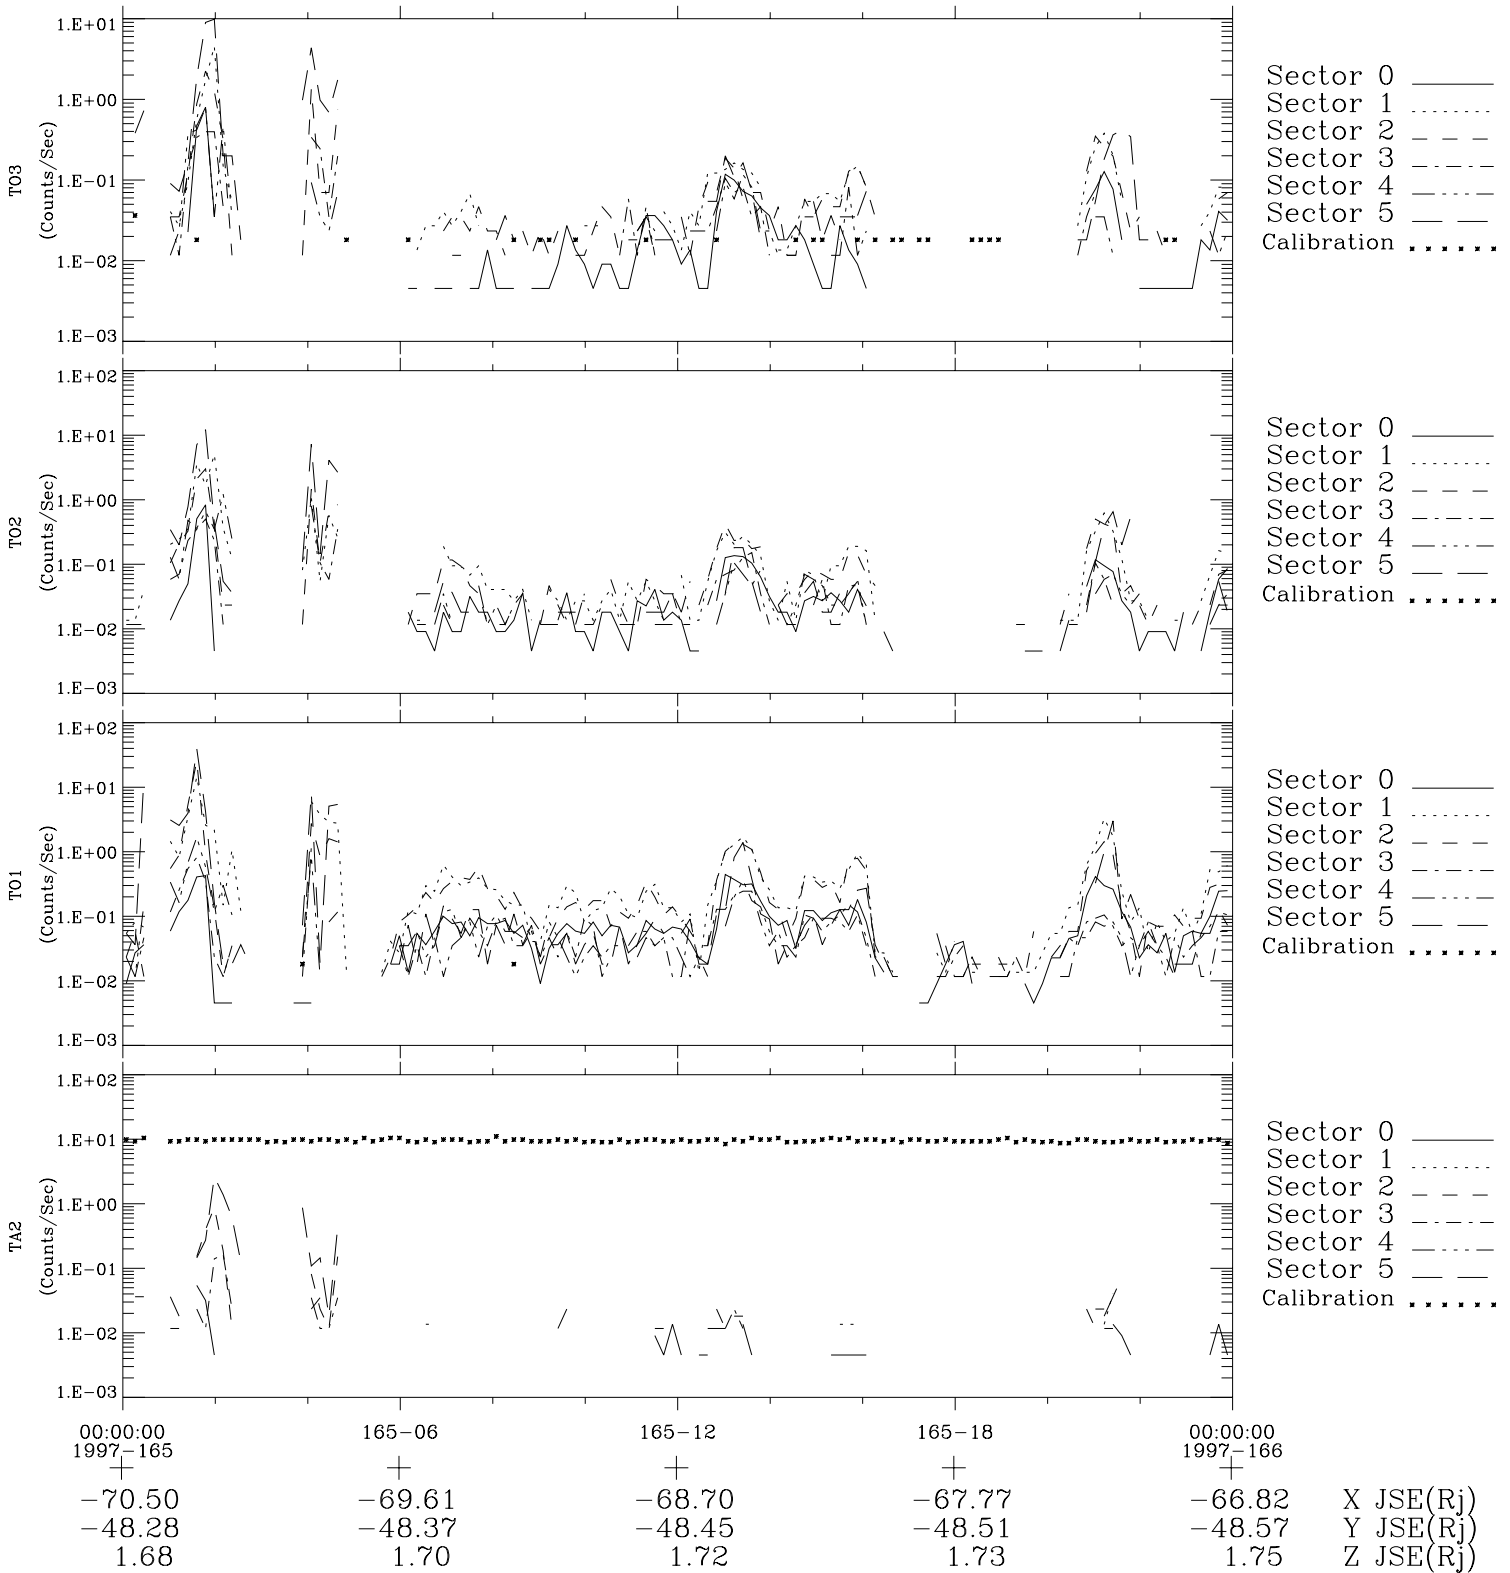 1.E+01
1.E+00
1.E-01
1.E-02
1.E-03
TO3
(Counts/Sec)
Sector 0
Sector 1
Sector 2
Sector 3
Sector 4
Sector 5
Calibration
1.E+02
1.E+01
1.E+00
1.E-01
1.E-02
1.E-03
TO2
(Counts/Sec)
Sector 0
Sector 1
Sector 2
Sector 3
Sector 4
Sector 5
Calibration
1.E+02
1.E+01
1.E+00
1.E-01
1.E-02
1.E-03
TO1
(Counts/Sec)
Sector 0
Sector 1
Sector 2
Sector 3
Sector 4
Sector 5
Calibration
1.E+02
1.E+01
1.E+00
1.E-01
1.E-02
1.E-03
TA2
(Counts/Sec)
Sector 0
Sector 1
Sector 2
Sector 3
Sector 4
Sector 5
Calibration
00:00:00 165-06 165-12 165-18 00:00:00
1997-165 1997-166
-70.50 -69.61 -68.70 -67.77 -66.82 X JSE(Rj)
-48.28 -48.37 -48.45 -48.51 -48.57 Y JSE(Rj)
1.68 1.70 1.72 1.73 1.75 Z JSE(Rj)